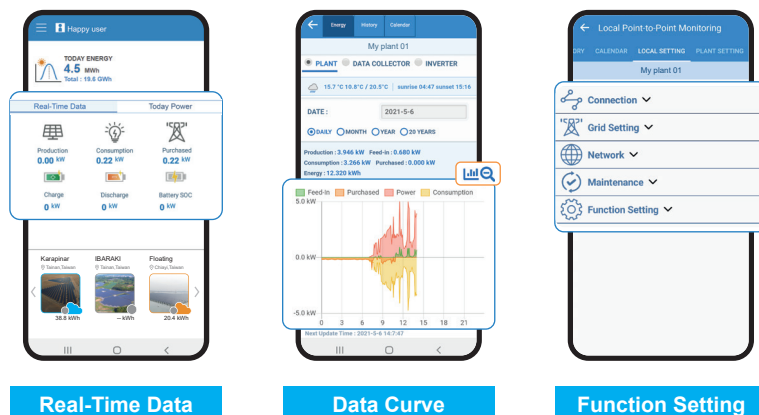 Happy user
TODAY ENERGY
4.5 MWh
Total : 19.6 GWh
Real-Time Data Today Power
Production Consumption Purchased
0.00 kW 0.22 kW 0.22 kW
Charge Discharge Battery SOC
0 kW 0 kW 0 kW
Karapinar IBARAKI Floating
Tainan,Taiwan Tainan,Taiwan Chiayi,Taiwan
38.8 kWh -- kWh 20.4 kWh
Real-Time Data
Energy History Calendar
My plant 01
PLANT DATA COLLECTOR INVERTER
15.7 °C 10.8°C / 20.5°C sunrise 04:47 sunset 15:16
DATE : 2021-5-6
DAILY MONTH YEAR 20 YEARS
Production : 3.946 kW Feed-in : 0.680 kW
Consumption : 3.266 kW Purchased : 0.000 kW
Energy : 12.320 kWh
Feed-in Purchased Power Consumption
5.0 kW
0.0 kW
-5.0 kW
0 3 6 9 12 15 18 21
Next Update Time : 2021-5-6 14:7:47
Data Curve
Local Point-to-Point Monitoring
ORY CALENDAR LOCAL SETTING PLANT SETTING
My plant 01
Connection
Grid Setting
Network
Maintenance
Function Setting
Function Setting